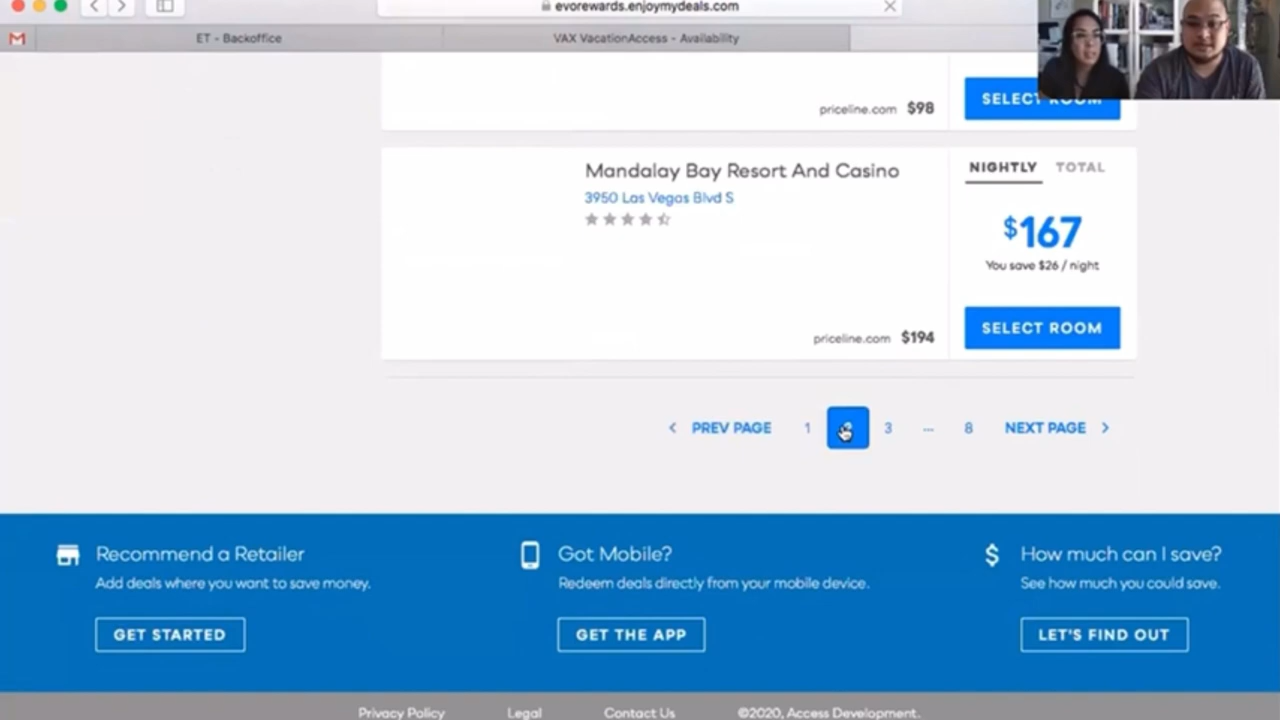 evorewards.enjoymydeals.com
ET - Backoffice
VAX VacationAccess - Availability
priceline.com $98
SELECT ROOM
Mandalay Bay Resort And Casino
3950 Las Vegas Blvd S
NIGHTLY TOTAL
$167
You save $26 / night
priceline.com $194
SELECT ROOM
PREV PAGE 1 3 ... 8 NEXT PAGE
Recommend a Retailer
Add deals where you want to save money.
GET STARTED
Got Mobile?
Redeem deals directly from your mobile device.
GET THE APP
$ How much can I save?
See how much you could save.
LET'S FIND OUT
Privacy Policy Legal Contact Us ©2020, Access Development.